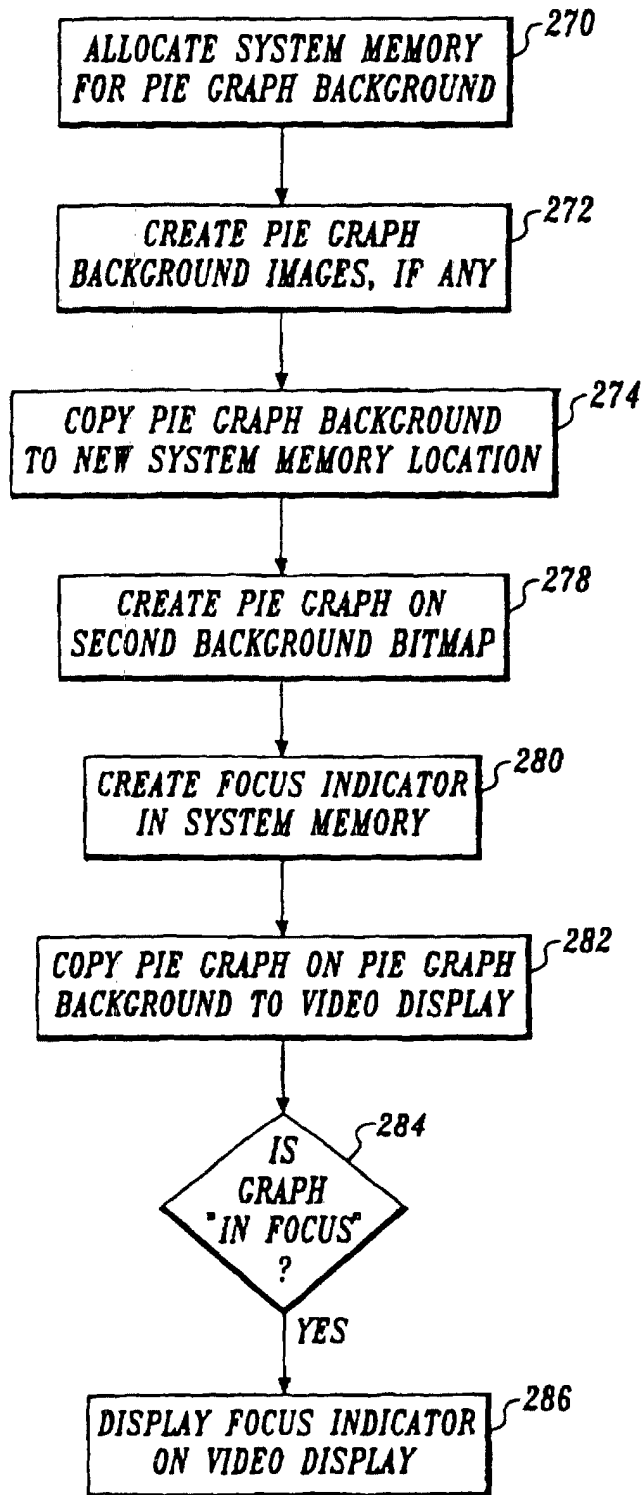 270
ALLOCATE SYSTEM MEMORY
FOR PIE GRAPH BACKGROUND
272
CREATE PIE GRAPH
BACKGROUND IMAGES, IF ANY
274
COPY PIE GRAPH BACKGROUND
TO NEW SYSTEM MEMORY LOCATION
278
CREATE PIE GRAPH ON
SECOND BACKGROUND BITMAP
280
CREATE FOCUS INDICATOR
IN SYSTEM MEMORY
282
COPY PIE GRAPH ON PIE GRAPH
BACKGROUND TO VIDEO DISPLAY
284
IS
GRAPH
"IN FOCUS"
?
YES
286
DISPLAY FOCUS INDICATOR
ON VIDEO DISPLAY